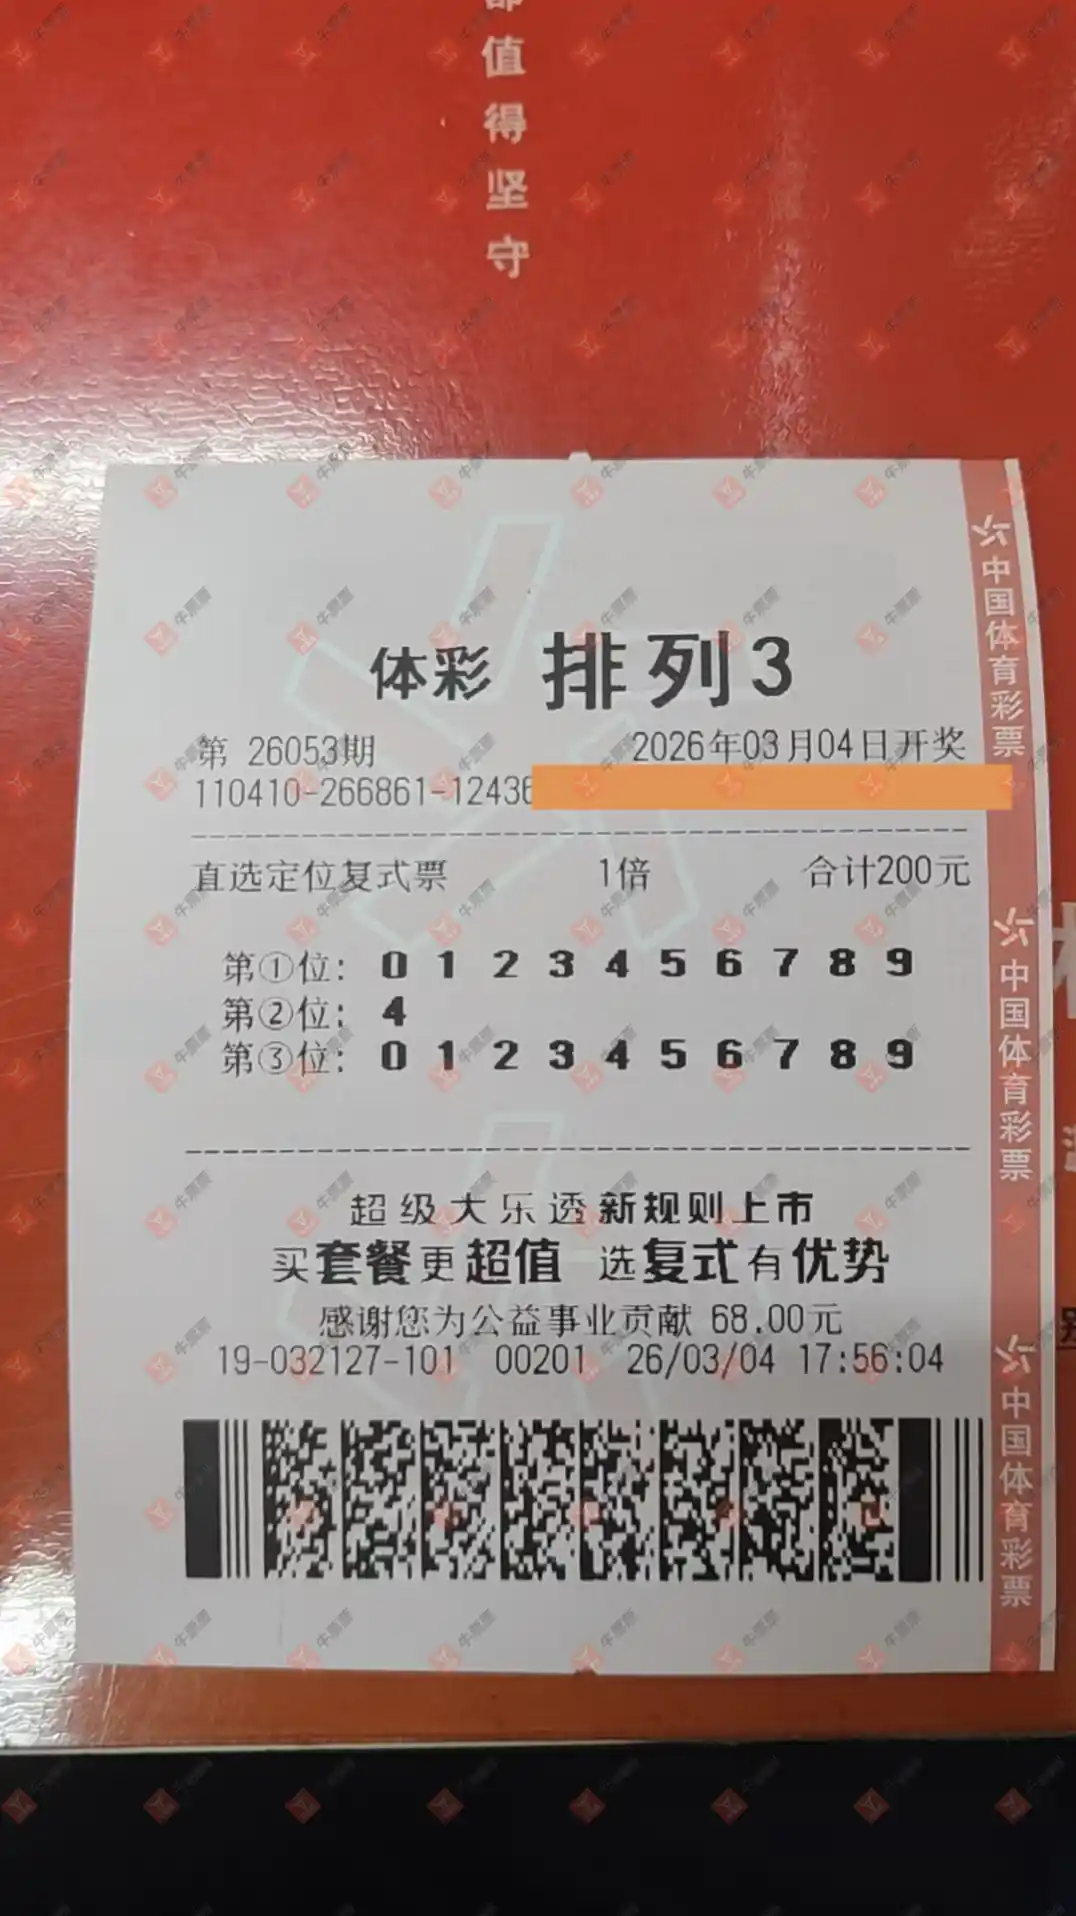 值得坚守
体彩 排列3
第 26053期 2026年03月04日开奖
110410-266861-12436
直选定位复式票 1倍 合计200元
第①位: 0 1 2 3 4 5 6 7 8 9
第②位: 4
第③位: 0 1 2 3 4 5 6 7 8 9
超级大乐透新规则上市
买套餐更超值 选复式有优势
感谢您为公益事业贡献 68.00元
19-032127-101 00201 26/03/04 17:56:04
中国体育彩票
中国体育彩票
中国体育彩票
牛票票